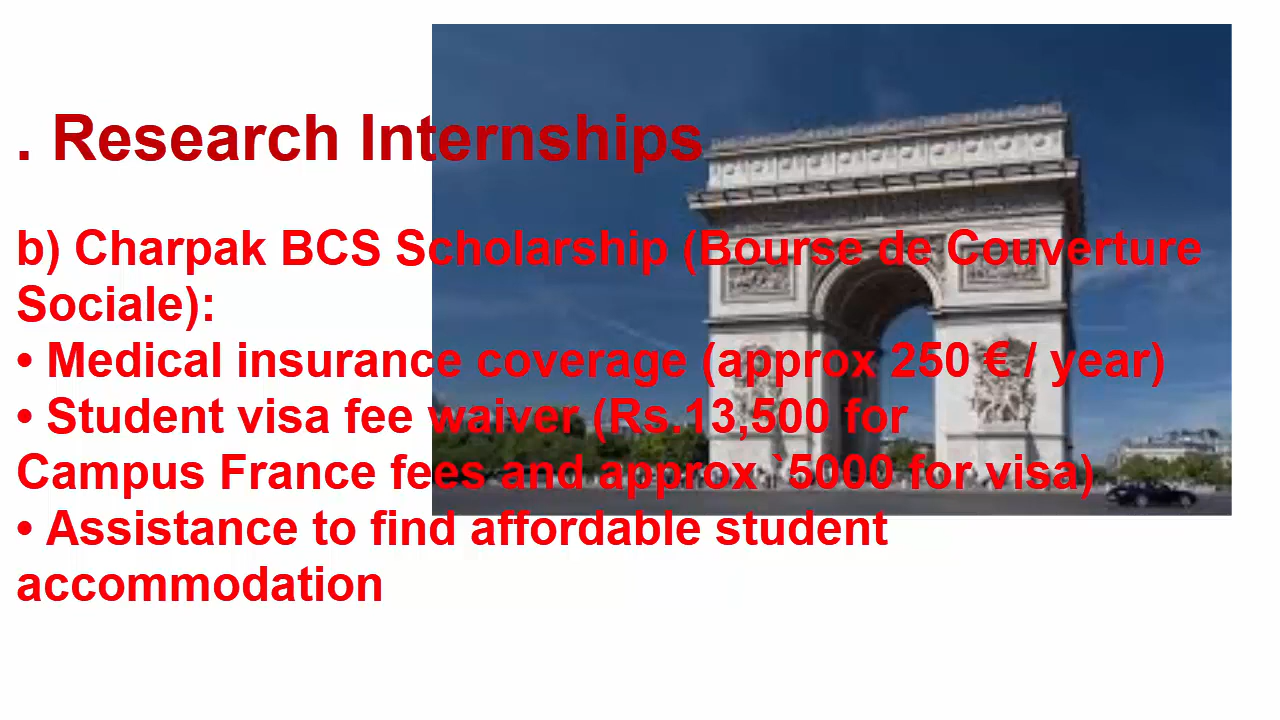 . Research Internships
b) Charpak BCS Scholarship (Bourse de Couverture
Sociale):
• Medical insurance coverage (approx 250 € / year)
• Student visa fee waiver (Rs.13,500 for
Campus France fees and approx `5000 for visa)
• Assistance to find affordable student
accommodation